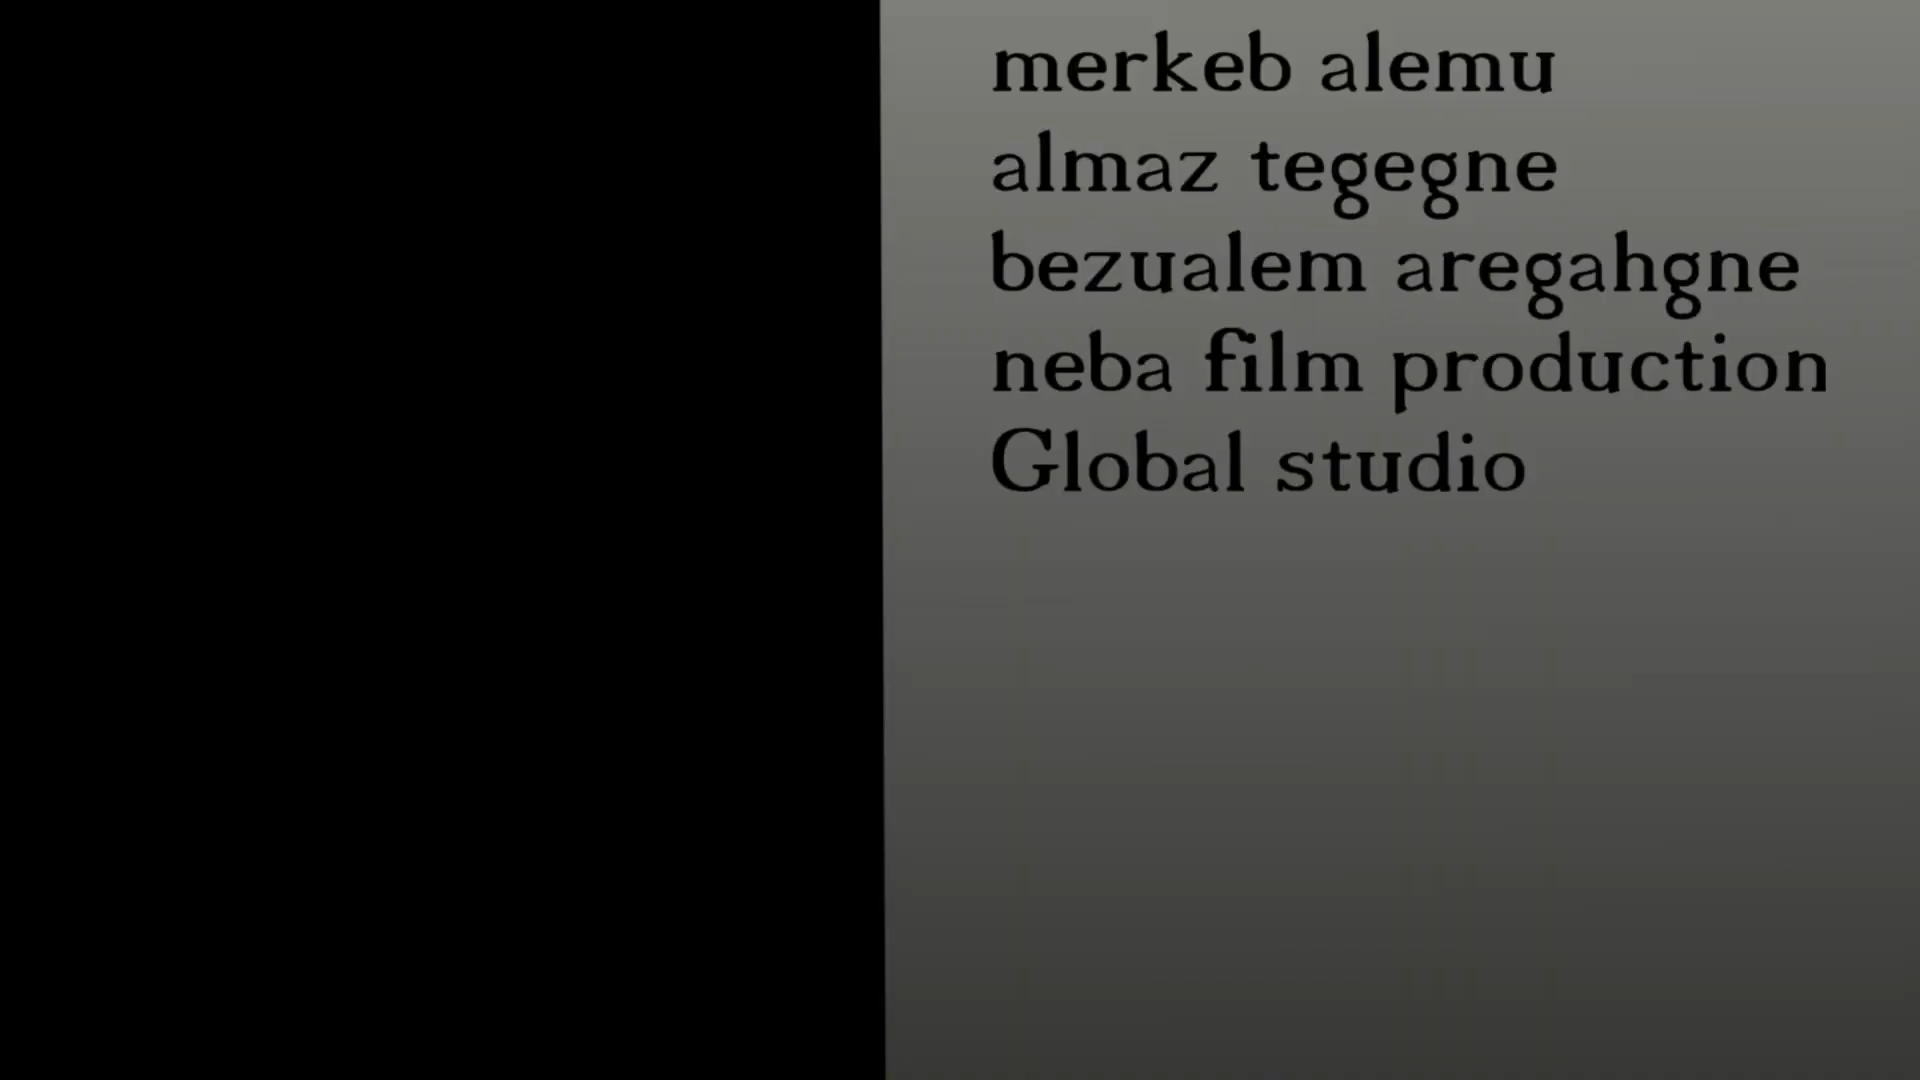 merkeb alemu
almaz tegegne
bezualem aregahgne
neba film production
Global studio